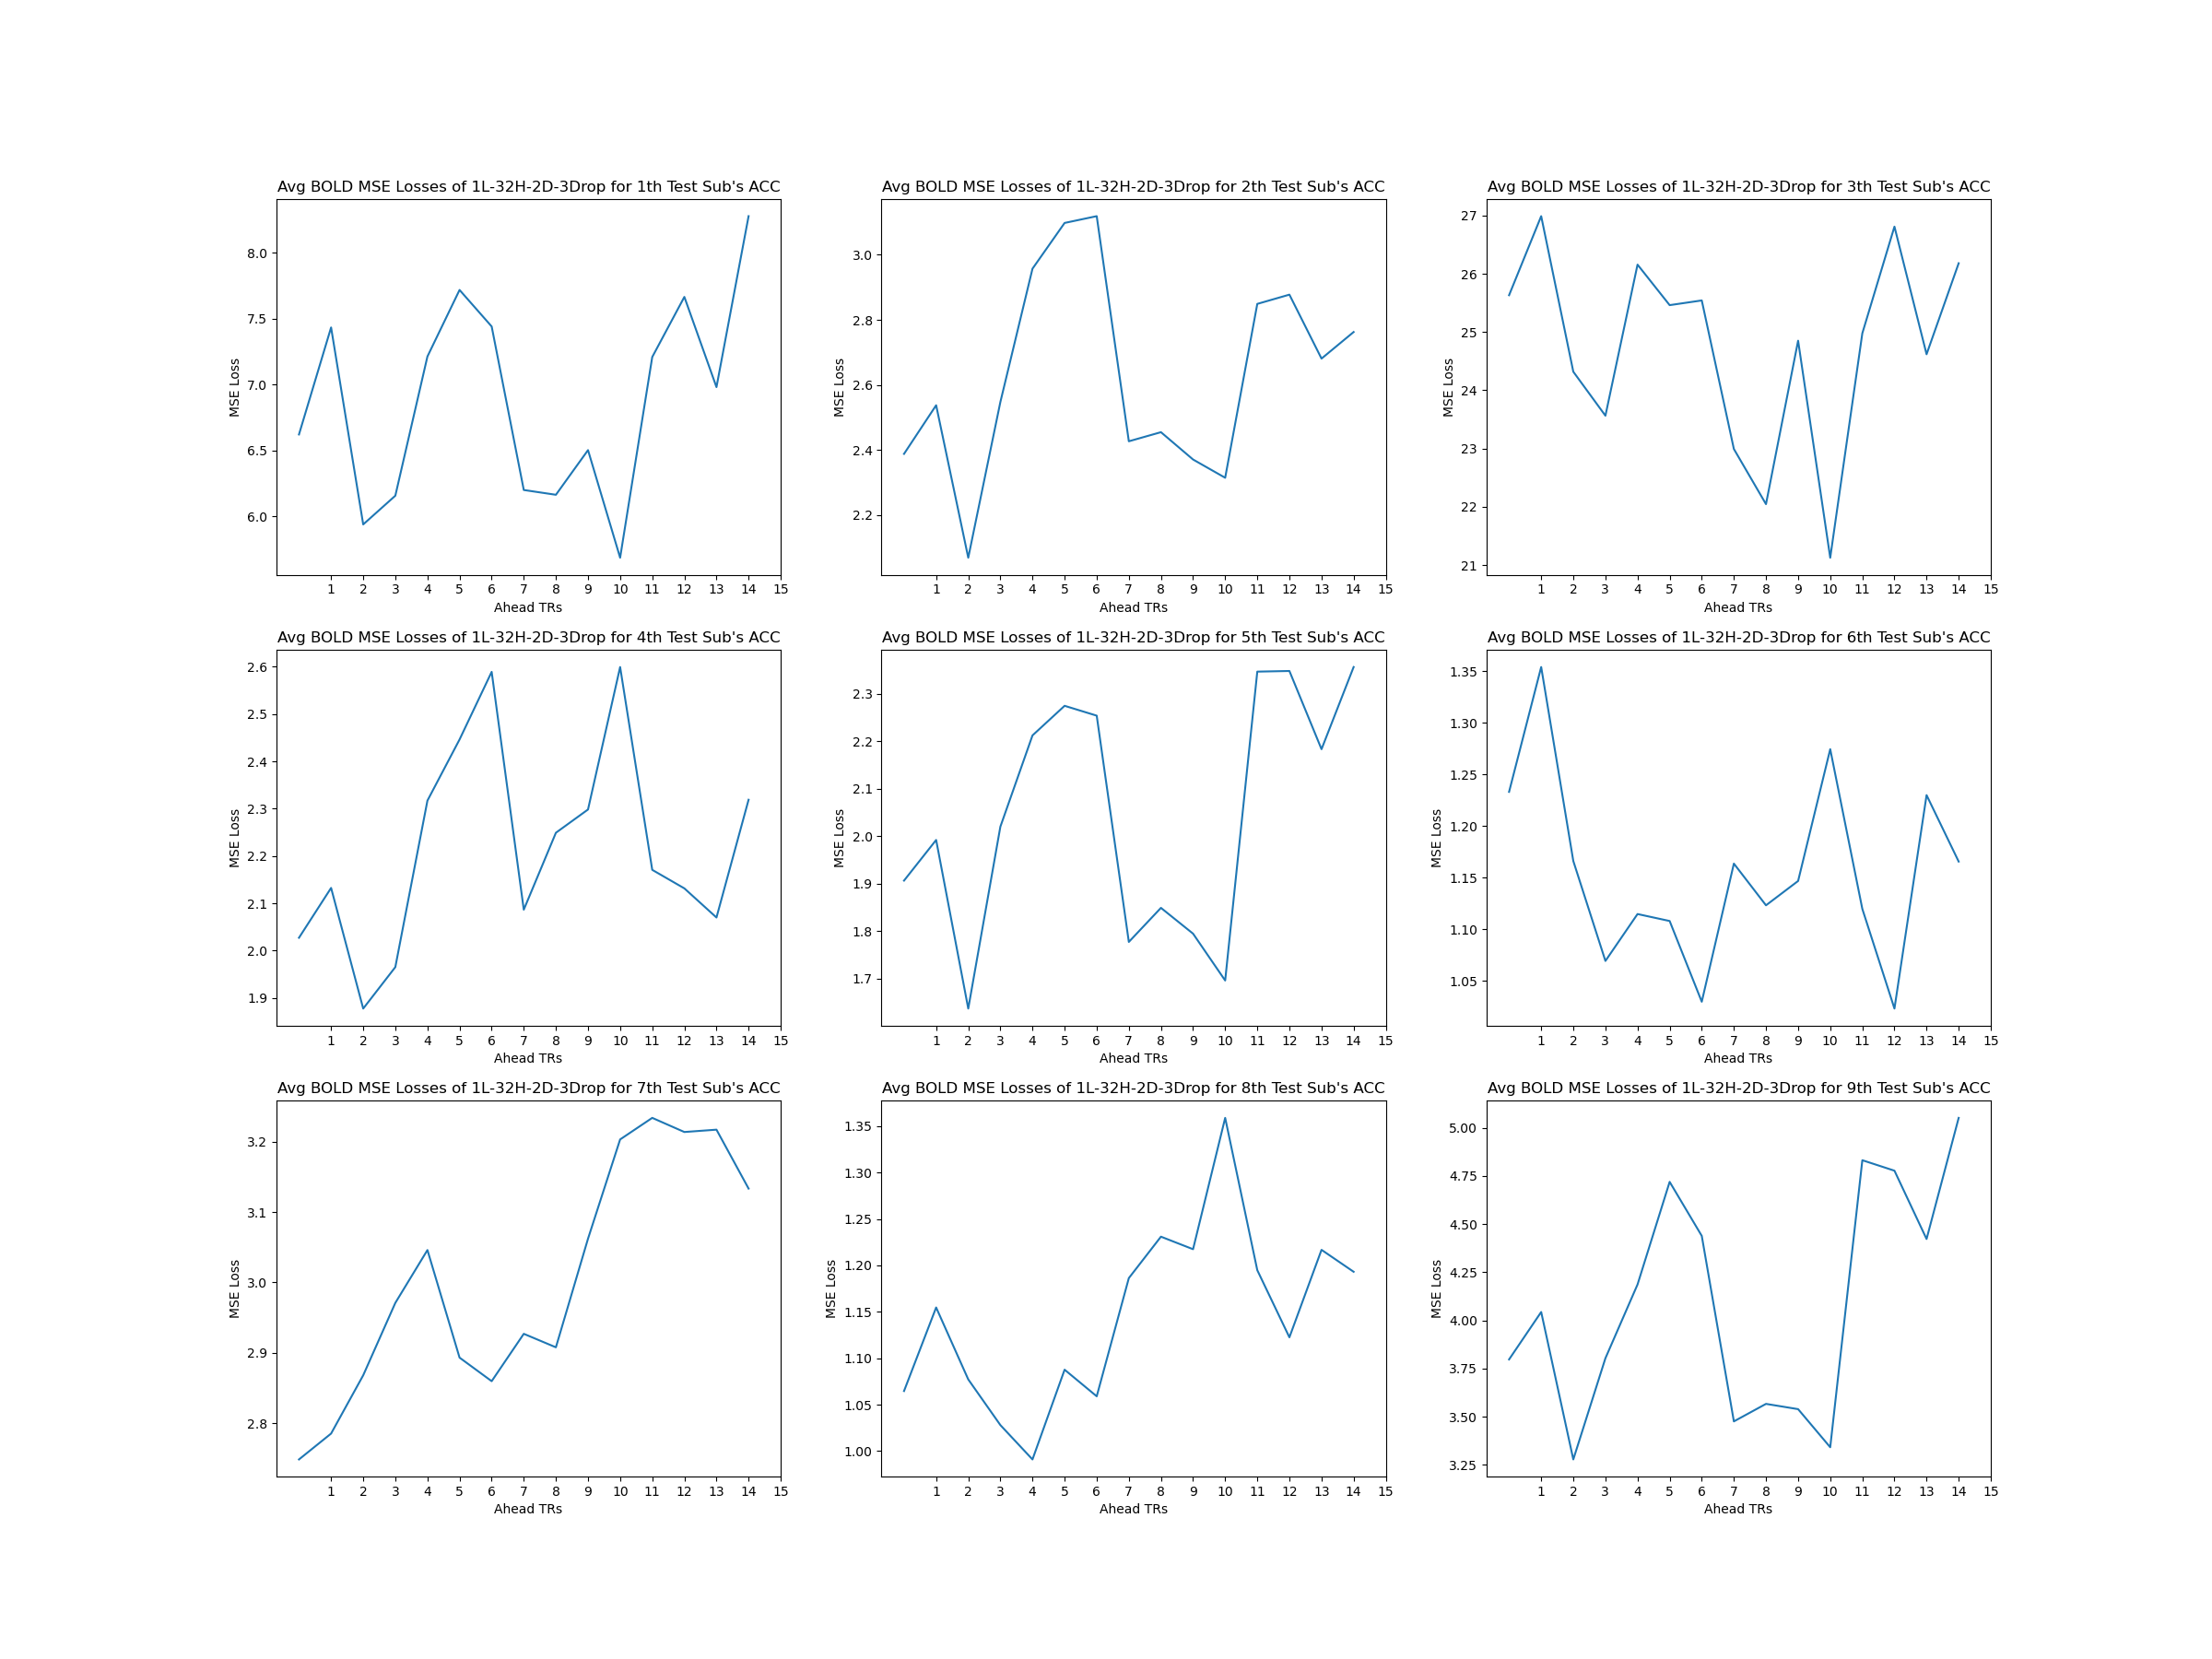 Avg BOLD MSE Losses of 1L-32H-2D-3Drop for 1th Test Sub's ACC
8.0
7.5
7.0
6.5
6.0
MSE Loss
1 2 3 4 5 6 7 8 9 10 11 12 13 14 15
Ahead TRs
Avg BOLD MSE Losses of 1L-32H-2D-3Drop for 2th Test Sub's ACC
3.0
2.8
2.6
2.4
2.2
MSE Loss
1 2 3 4 5 6 7 8 9 10 11 12 13 14 15
Ahead TRs
Avg BOLD MSE Losses of 1L-32H-2D-3Drop for 3th Test Sub's ACC
27
26
25
24
23
22
21
MSE Loss
1 2 3 4 5 6 7 8 9 10 11 12 13 14 15
Ahead TRs
Avg BOLD MSE Losses of 1L-32H-2D-3Drop for 4th Test Sub's ACC
2.6
2.5
2.4
2.3
2.2
2.1
2.0
1.9
MSE Loss
1 2 3 4 5 6 7 8 9 10 11 12 13 14 15
Ahead TRs
Avg BOLD MSE Losses of 1L-32H-2D-3Drop for 5th Test Sub's ACC
2.3
2.2
2.1
2.0
1.9
1.8
1.7
MSE Loss
1 2 3 4 5 6 7 8 9 10 11 12 13 14 15
Ahead TRs
Avg BOLD MSE Losses of 1L-32H-2D-3Drop for 6th Test Sub's ACC
1.35
1.30
1.25
1.20
1.15
1.10
1.05
MSE Loss
1 2 3 4 5 6 7 8 9 10 11 12 13 14 15
Ahead TRs
Avg BOLD MSE Losses of 1L-32H-2D-3Drop for 7th Test Sub's ACC
3.2
3.1
3.0
2.9
2.8
MSE Loss
1 2 3 4 5 6 7 8 9 10 11 12 13 14 15
Ahead TRs
Avg BOLD MSE Losses of 1L-32H-2D-3Drop for 8th Test Sub's ACC
1.35
1.30
1.25
1.20
1.15
1.10
1.05
1.00
MSE Loss
1 2 3 4 5 6 7 8 9 10 11 12 13 14 15
Ahead TRs
Avg BOLD MSE Losses of 1L-32H-2D-3Drop for 9th Test Sub's ACC
5.00
4.75
4.50
4.25
4.00
3.75
3.50
3.25
MSE Loss
1 2 3 4 5 6 7 8 9 10 11 12 13 14 15
Ahead TRs